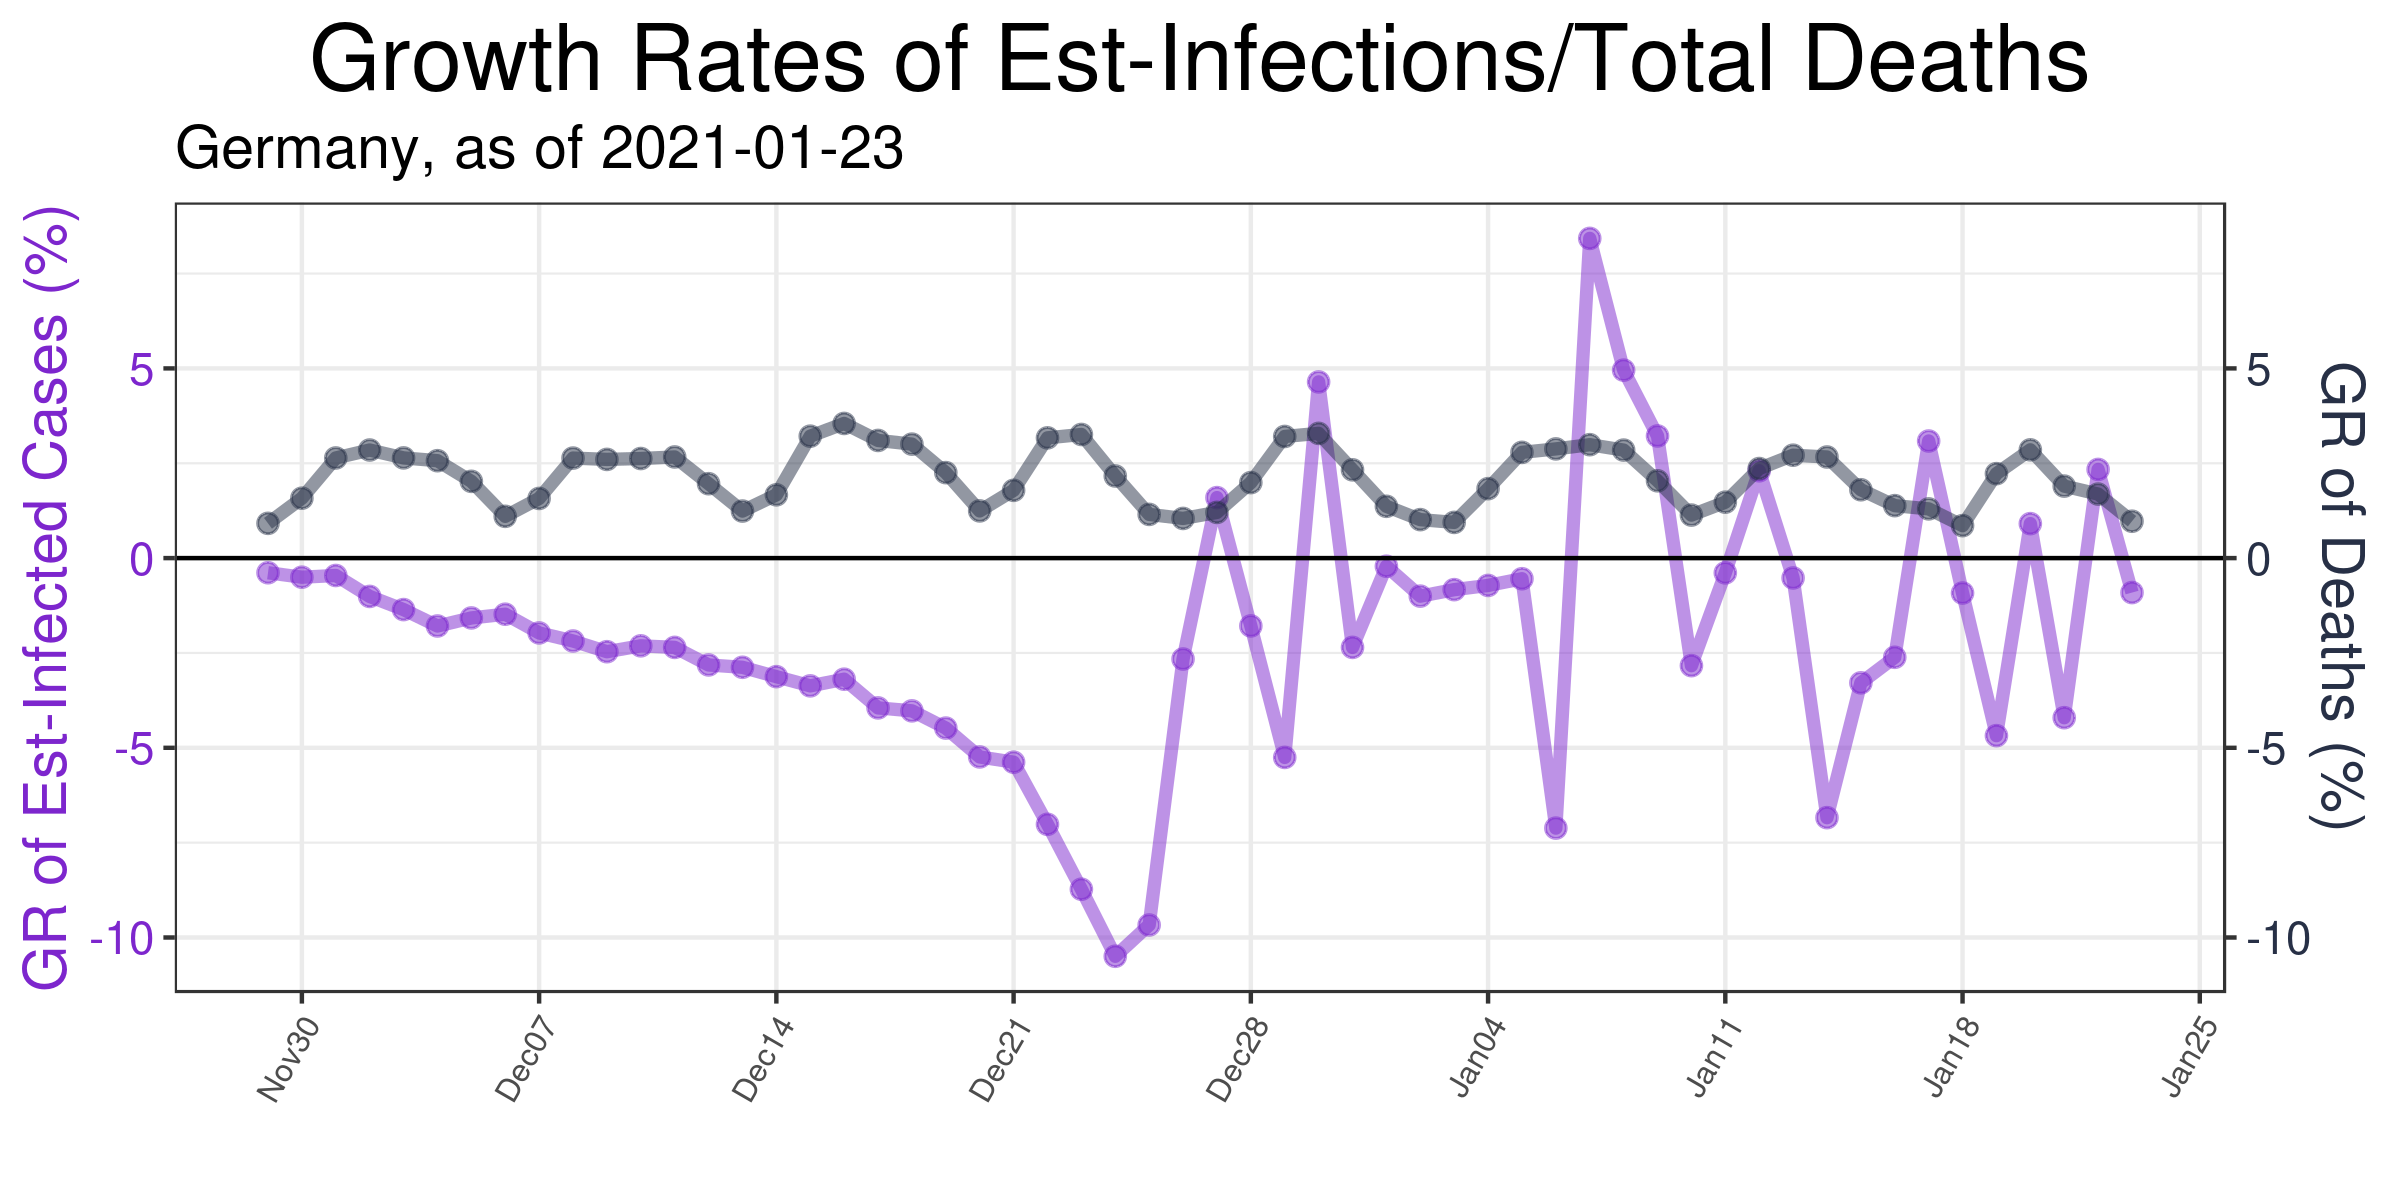 Growth Rates of Est-Infections/Total Deaths
Germany, as of 2021-01-23
GR of Est-Infected Cases (%)
5
0
-5
-10
5
0
-5
-10
GR of Deaths (%)
Nov30
Dec07
Dec14
Dec21
Dec28
Jan04
Jan11
Jan18
Jan25